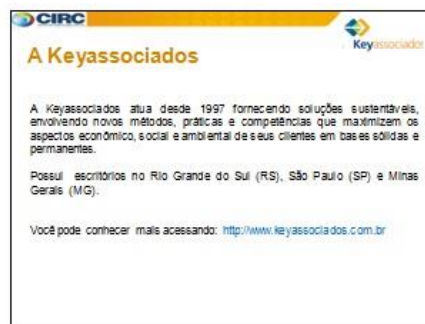 CIRC
Keyassociados
A Keyassociados
A Keyassociados atua desde 1997 fornecendo soluções sustentáveis,
envolvendo novos métodos, práticas e competências que maximizem os
aspectos econômico, social e ambiental de seus clientes em bases sólidas e
permanentes.
Possui escritórios no Rio Grande do Sul (RS), São Paulo (SP) e Minas
Gerais (MG).
Você pode conhecer mais acessando: http://www.keyassociados.com.br